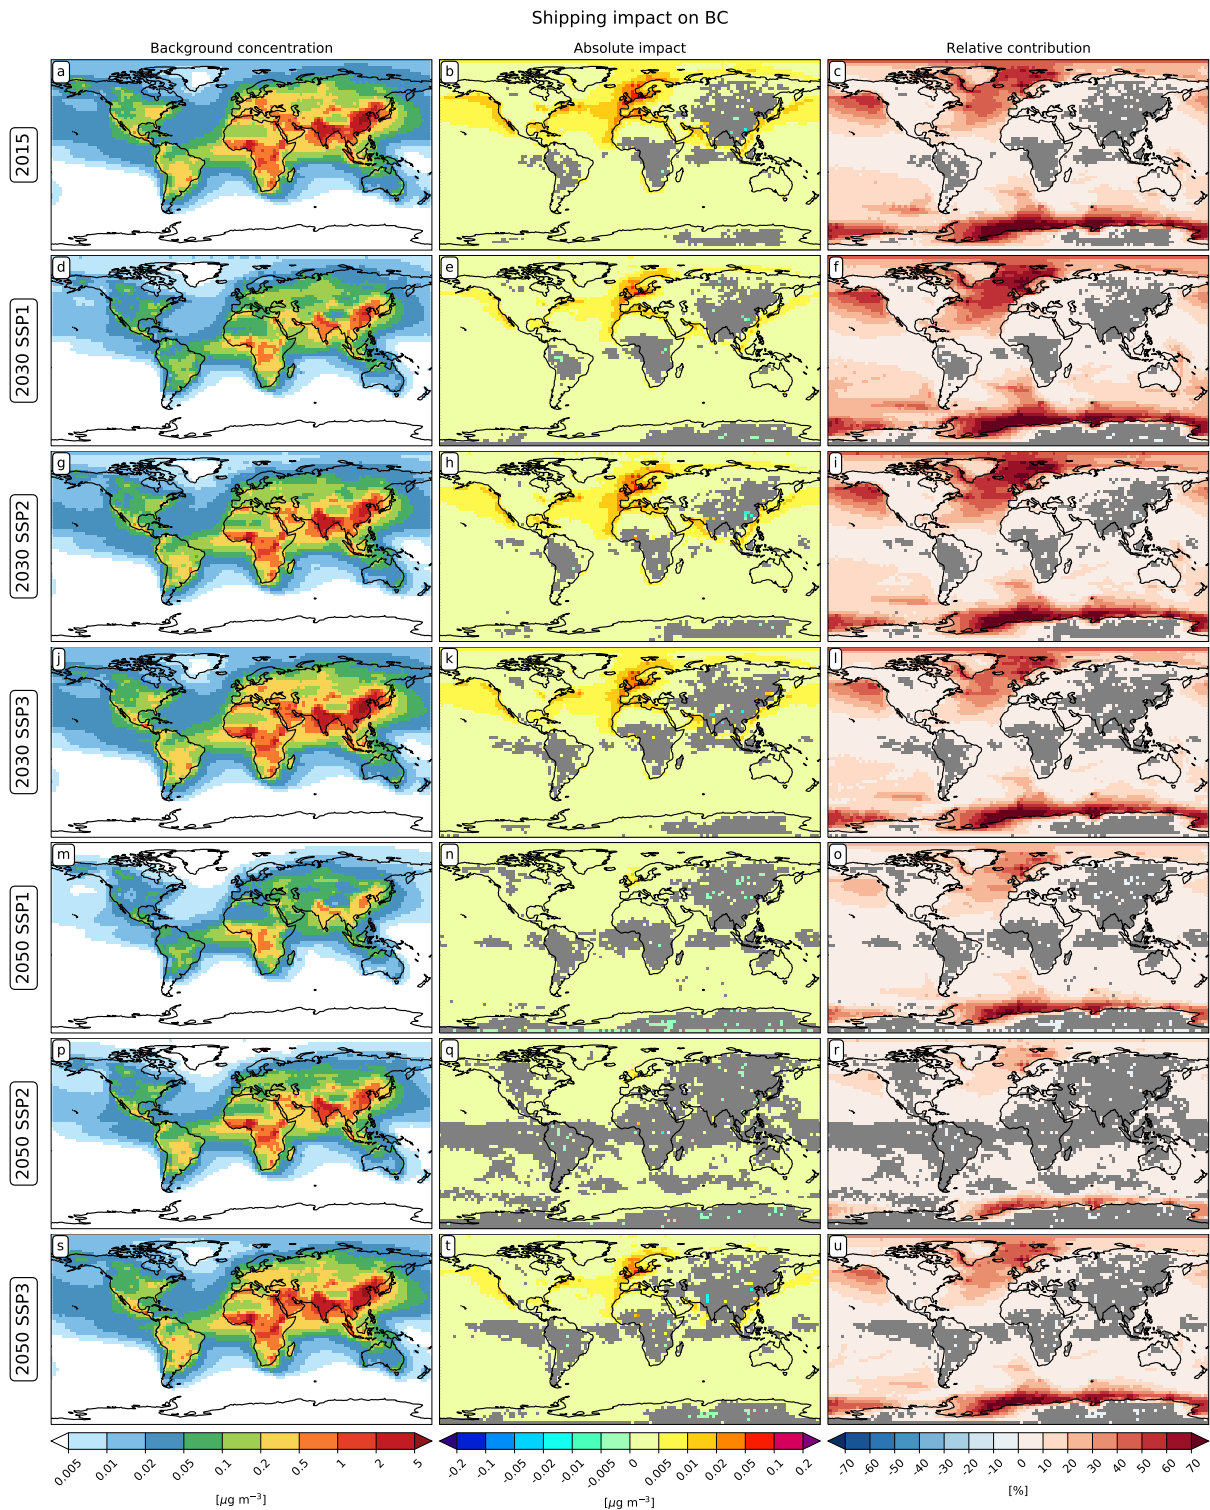 Shipping impact on BC
Background concentration
Absolute impact
Relative contribution
2015
a
b
c
2030 SSP1
d
e
f
2030 SSP2
g
h
i
2030 SSP3
j
k
l
2050 SSP1
m
n
o
2050 SSP2
p
q
r
2050 SSP3
s
t
u
0.005 0.01 0.02 0.05 0.1 0.2 0.5 1 2 5
[μg m⁻³]
-0.2 -0.1 -0.05 -0.02 -0.01 -0.005 0 0.005 0.01 0.02 0.05 0.1 0.2
[μg m⁻³]
-70 -60 -50 -40 -30 -20 -10 0 10 20 30 40 50 60 70
[%]